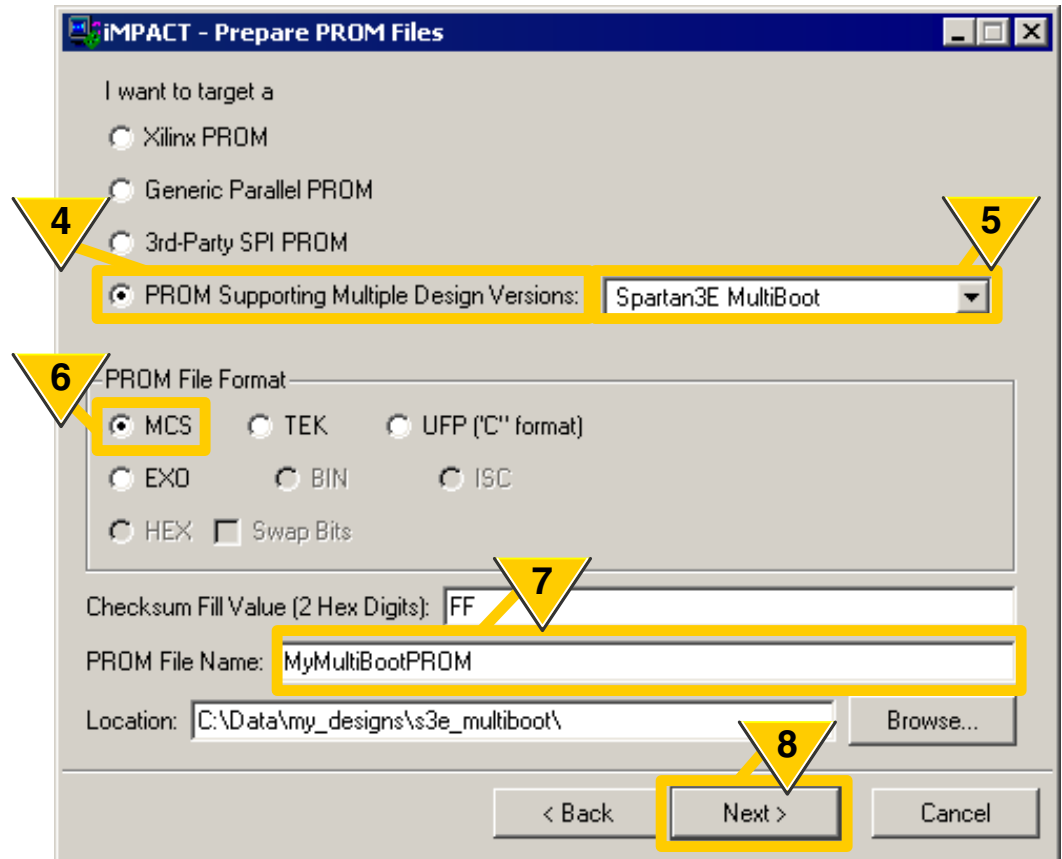 iMPACT - Prepare PROM Files
I want to target a
Xilinx PROM
Generic Parallel PROM
4
5
3rd-Party SPI PROM
PROM Supporting Multiple Design Versions: Spartan3E MultiBoot
6
PROM File Format
MCS TEK UFP ("C" format)
EXO BIN ISC
HEX Swap Bits
7
Checksum Fill Value (2 Hex Digits): FF
PROM File Name: MyMultiBootPROM
Location: C:\Data\my_designs\s3e_multiboot\ Browse...
8
< Back Next > Cancel